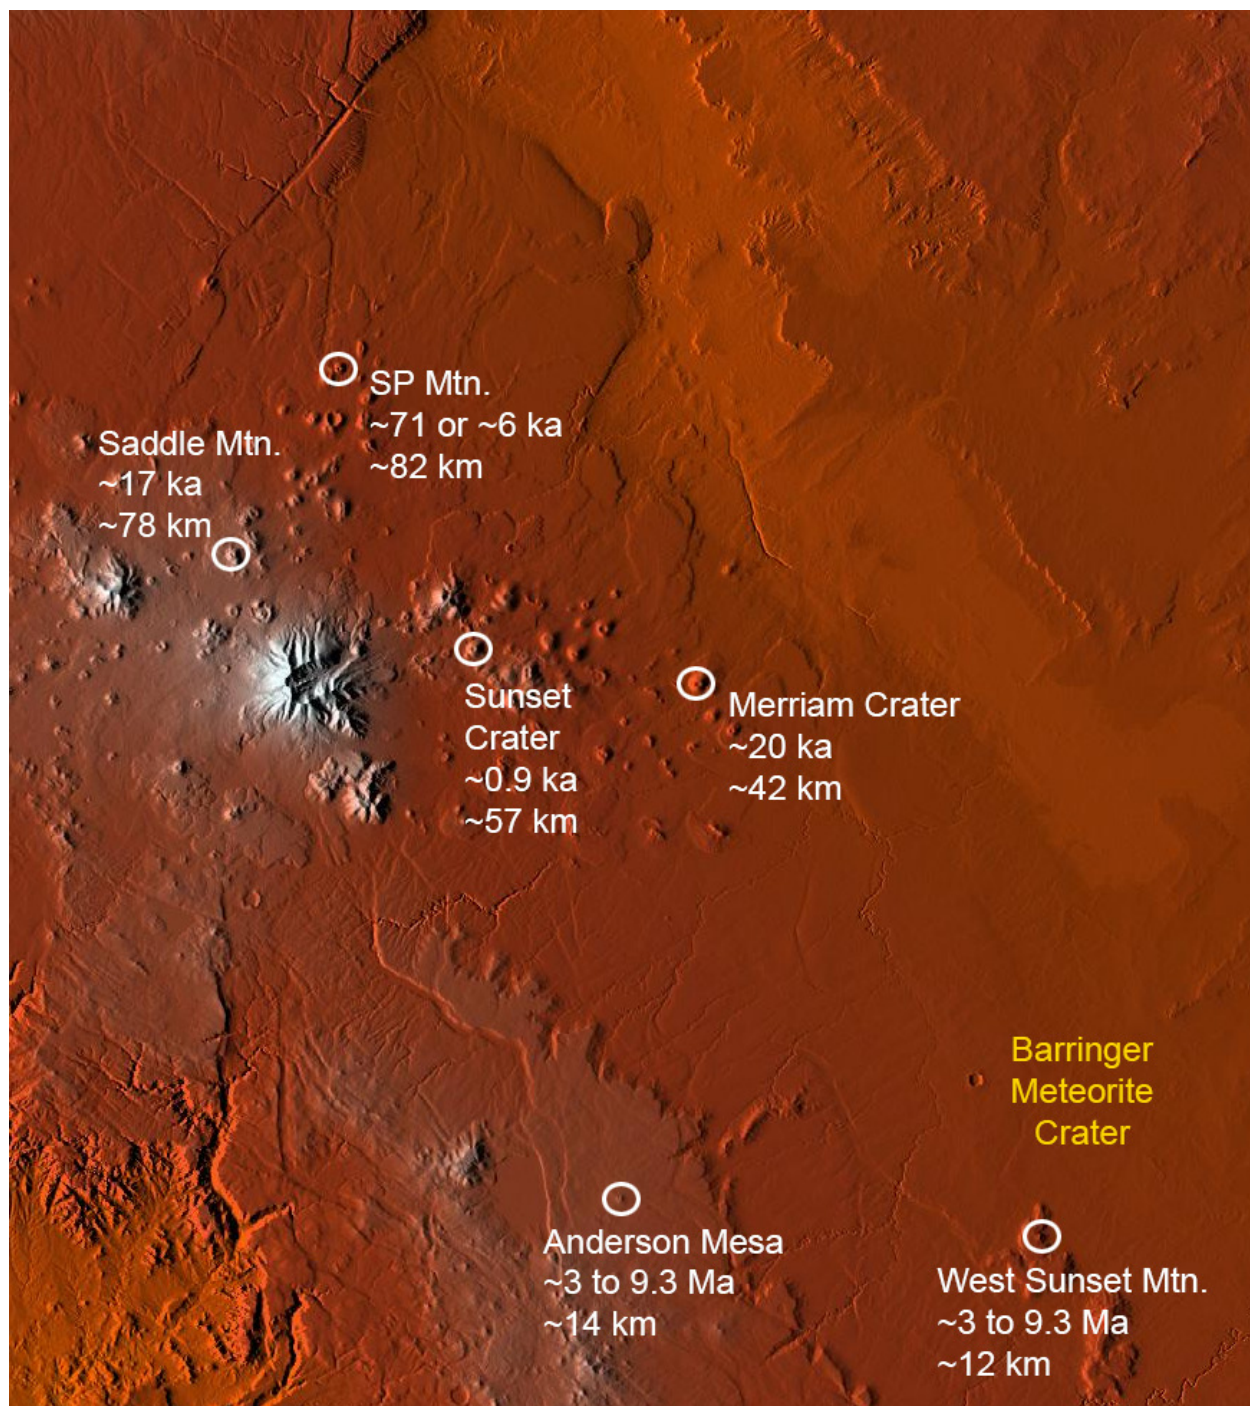 SP Mtn.
~71 or ~6 ka
~82 km
Saddle Mtn.
~17 ka
~78 km
Sunset
Crater
~0.9 ka
~57 km
Merriam Crater
~20 ka
~42 km
Barringer
Meteorite
Crater
Anderson Mesa
~3 to 9.3 Ma
~14 km
West Sunset Mtn.
~3 to 9.3 Ma
~12 km